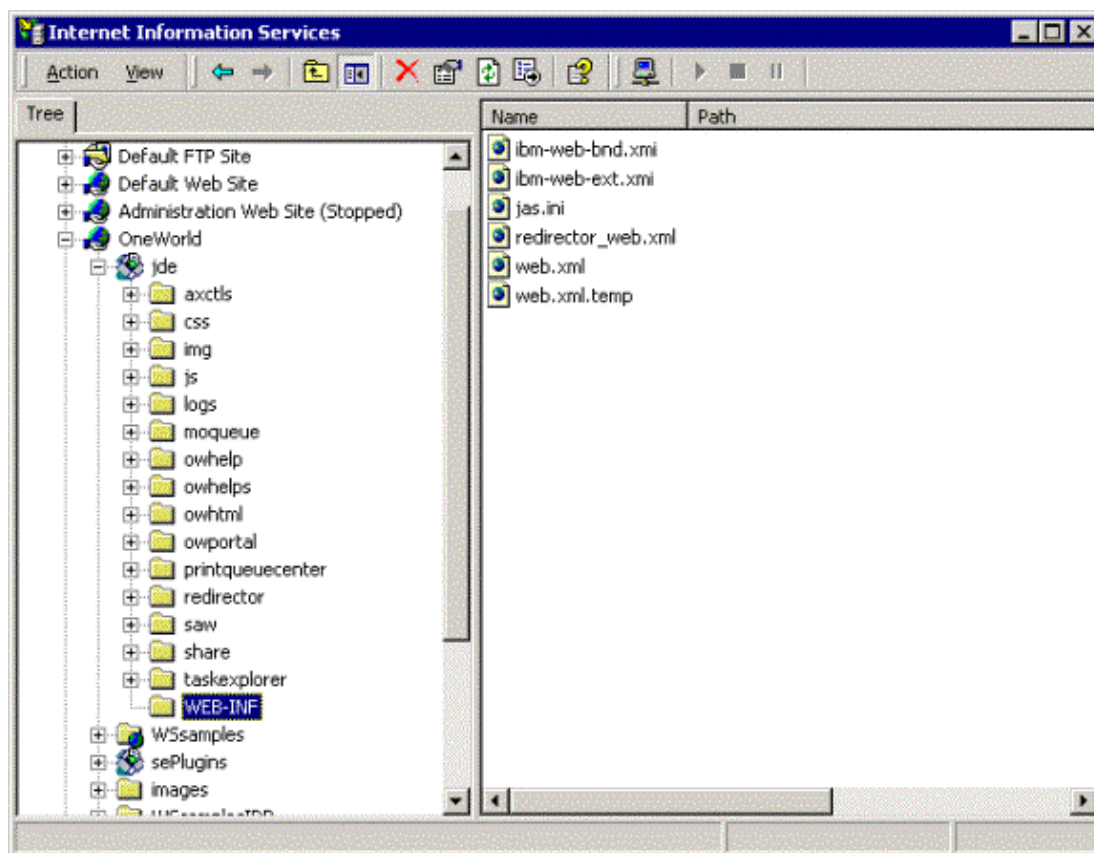 Internet Information Services
Action View
Tree
Name Path
Default FTP Site
Default Web Site
Administration Web Site (Stopped)
OneWorld
jde
axctls
css
img
js
logs
moqueue
owhelp
owhelps
owhtml
owportal
printqueuecenter
redirector
saw
share
taskexplorer
WEB-INF
WSsamples
sePlugins
images
ibm-web-bnd.xmi
ibm-web-ext.xmi
jas.ini
redirector_web.xml
web.xml
web.xml.temp